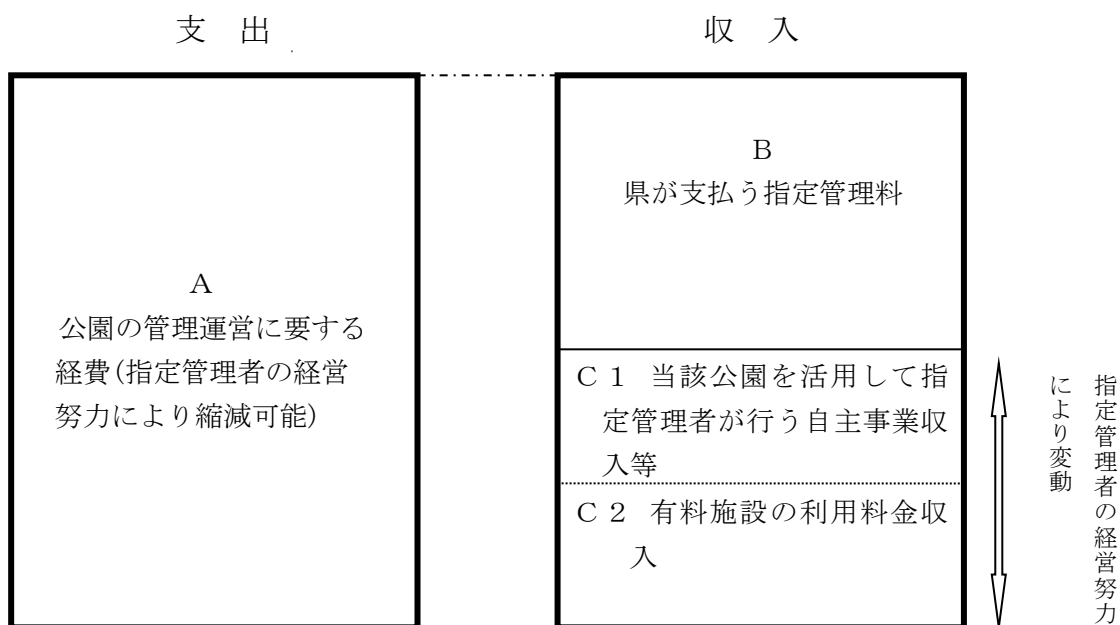 支 出
収 入
A
公園の管理運営に要する
経費(指定管理者の経営
努力により縮減可能)
B
県が支払う指定管理料
C1 当該公園を活用して指
定管理者が行う自主事業収
入等
C2 有料施設の利用料金収
入
指定管理者の経営努力
により変動